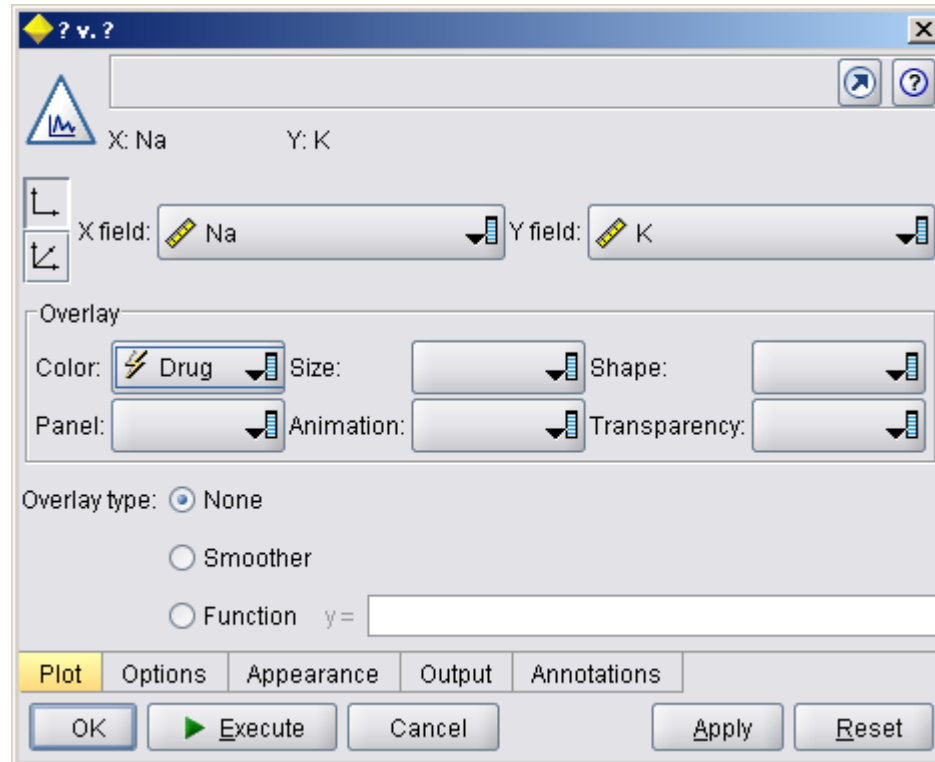 ? v. ?
X: Na Y: K
X field: Na Y field: K
Overlay
Color: Drug Size: Shape:
Panel: Animation: Transparency:
Overlay type: None
Smoother
Function y =
Plot Options Appearance Output Annotations
OK Execute Cancel Apply Reset